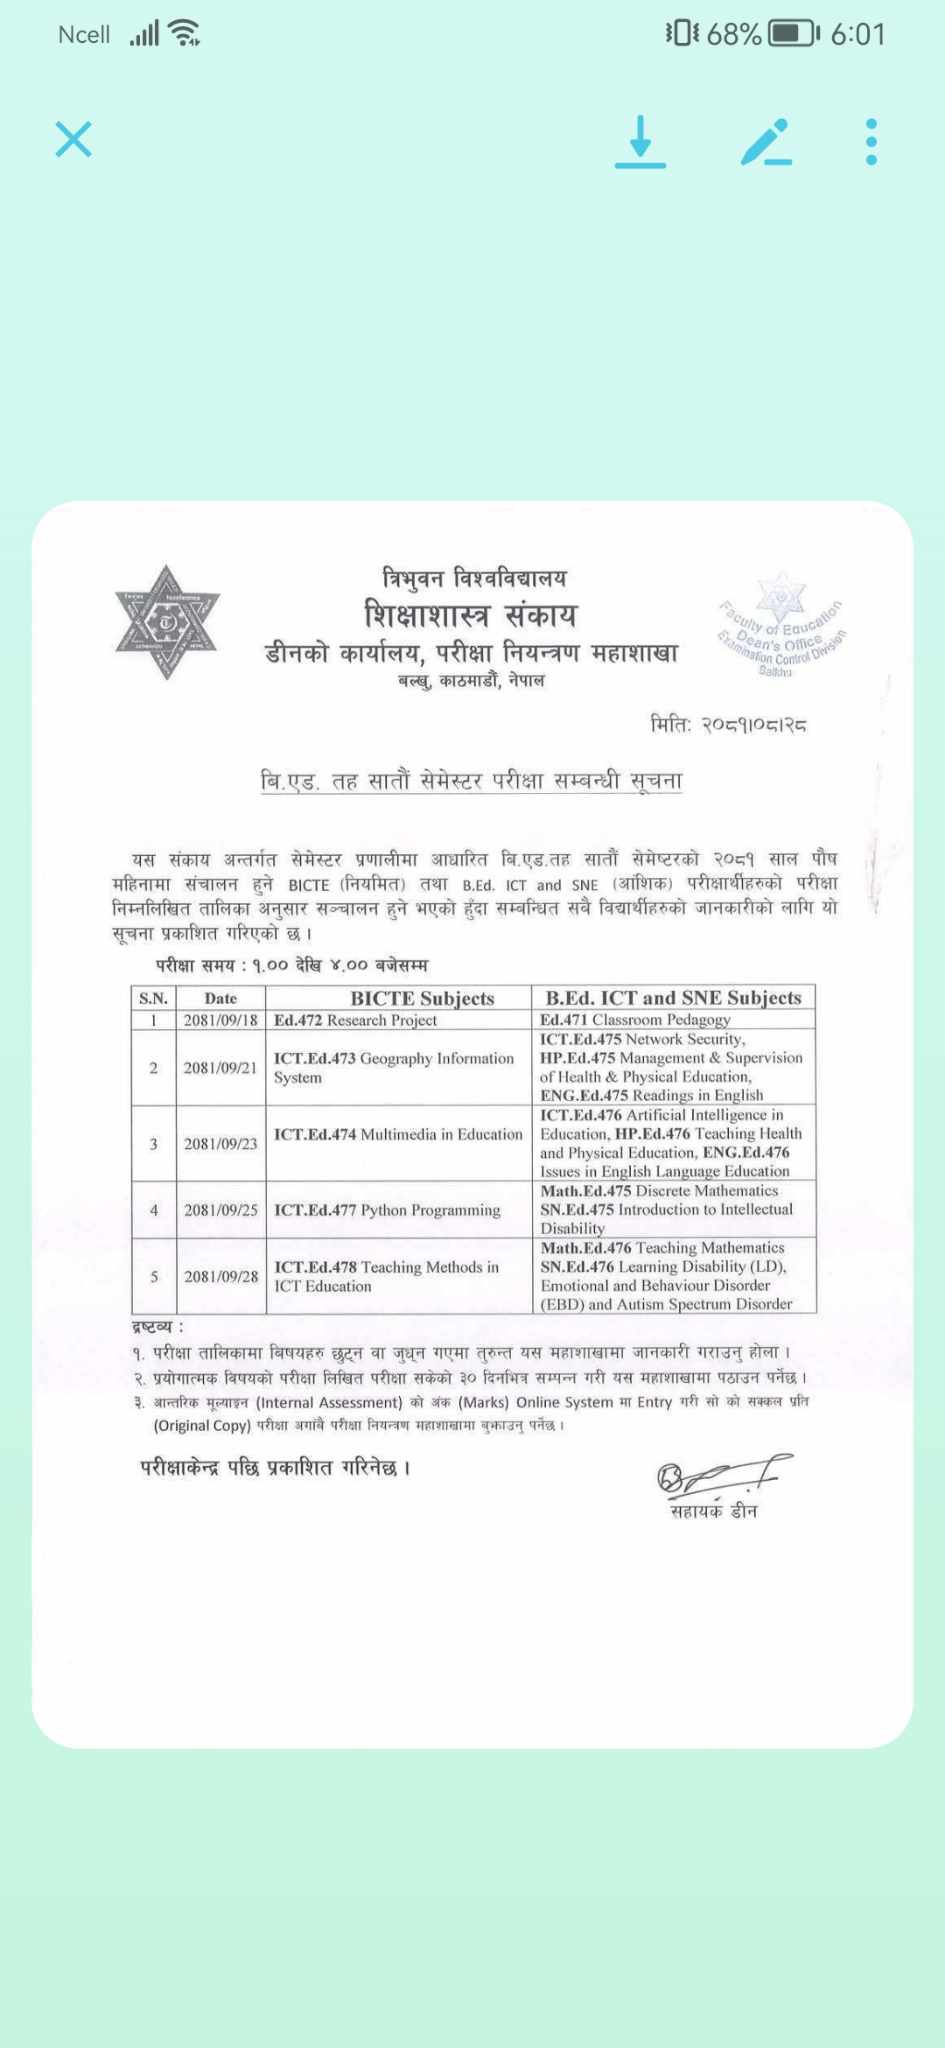 Ncell 68% 6:01
त्रिभुवन विश्वविद्यालय
शिक्षाशास्त्र संकाय
डीनको कार्यालय, परीक्षा नियन्त्रण महाशाखा
बल्खु, काठमाडौं, नेपाल
Faculty of Education
Dean's Office
Examination Control Division
Balkhu
मितिः २०८१।०८।२८
बि.एड. तह सातौं सेमेस्टर परीक्षा सम्बन्धी सूचना
यस संकाय अन्तर्गत सेमेस्टर प्रणालीमा आधारित बि.एड.तह सातौं सेमेष्टरको २०८१ साल पौष
महिनामा संचालन हुने BICTE (नियमित) तथा B.Ed. ICT and SNE (आंशिक) परीक्षार्थीहरुको परीक्षा
निम्नलिखित तालिका अनुसार सञ्चालन हुने भएको हुँदा सम्बन्धित सवै विद्यार्थीहरुको जानकारीको लागि यो
सूचना प्रकाशित गरिएको छ ।
परीक्षा समय : १.०० देखि ४.०० बजेसम्म
S.N. Date BICTE Subjects B.Ed. ICT and SNE Subjects
1 2081/09/18 Ed.472 Research Project Ed.471 Classroom Pedagogy
2 2081/09/21 ICT.Ed.473 Geography Information
System
ICT.Ed.475 Network Security,
HP.Ed.475 Management & Supervision
of Health & Physical Education,
ENG.Ed.475 Readings in English
3 2081/09/23 ICT.Ed.474 Multimedia in Education
ICT.Ed.476 Artificial Intelligence in
Education, HP.Ed.476 Teaching Health
and Physical Education, ENG.Ed.476
Issues in English Language Education
4 2081/09/25 ICT.Ed.477 Python Programming
Math.Ed.475 Discrete Mathematics
SN.Ed.475 Introduction to Intellectual
Disability
5 2081/09/28 ICT.Ed.478 Teaching Methods in
ICT Education
Math.Ed.476 Teaching Mathematics
SN.Ed.476 Learning Disability (LD),
Emotional and Behaviour Disorder
(EBD) and Autism Spectrum Disorder
द्रष्टव्य :
१. परीक्षा तालिकामा बिषयहरु छुट्न वा जुध्न गएमा तुरुन्त यस महाशाखामा जानकारी गराउनु होला ।
२. प्रयोगात्मक बिषयको परीक्षा लिखित परीक्षा सकेको ३० दिनभित्र सम्पन्न गरी यस महाशाखामा पठाउन पर्नेछ ।
३. आन्तरिक मूल्याङ्कन (Internal Assessment) को अंक (Marks) Online System मा Entry गरी सो को सक्कल प्रति
(Original Copy) परीक्षा अगावै परीक्षा नियन्त्रण महाशाखामा बुझाउनु पर्नेछ ।
परीक्षाकेन्द्र पछि प्रकाशित गरिनेछ ।
सहायक डीन